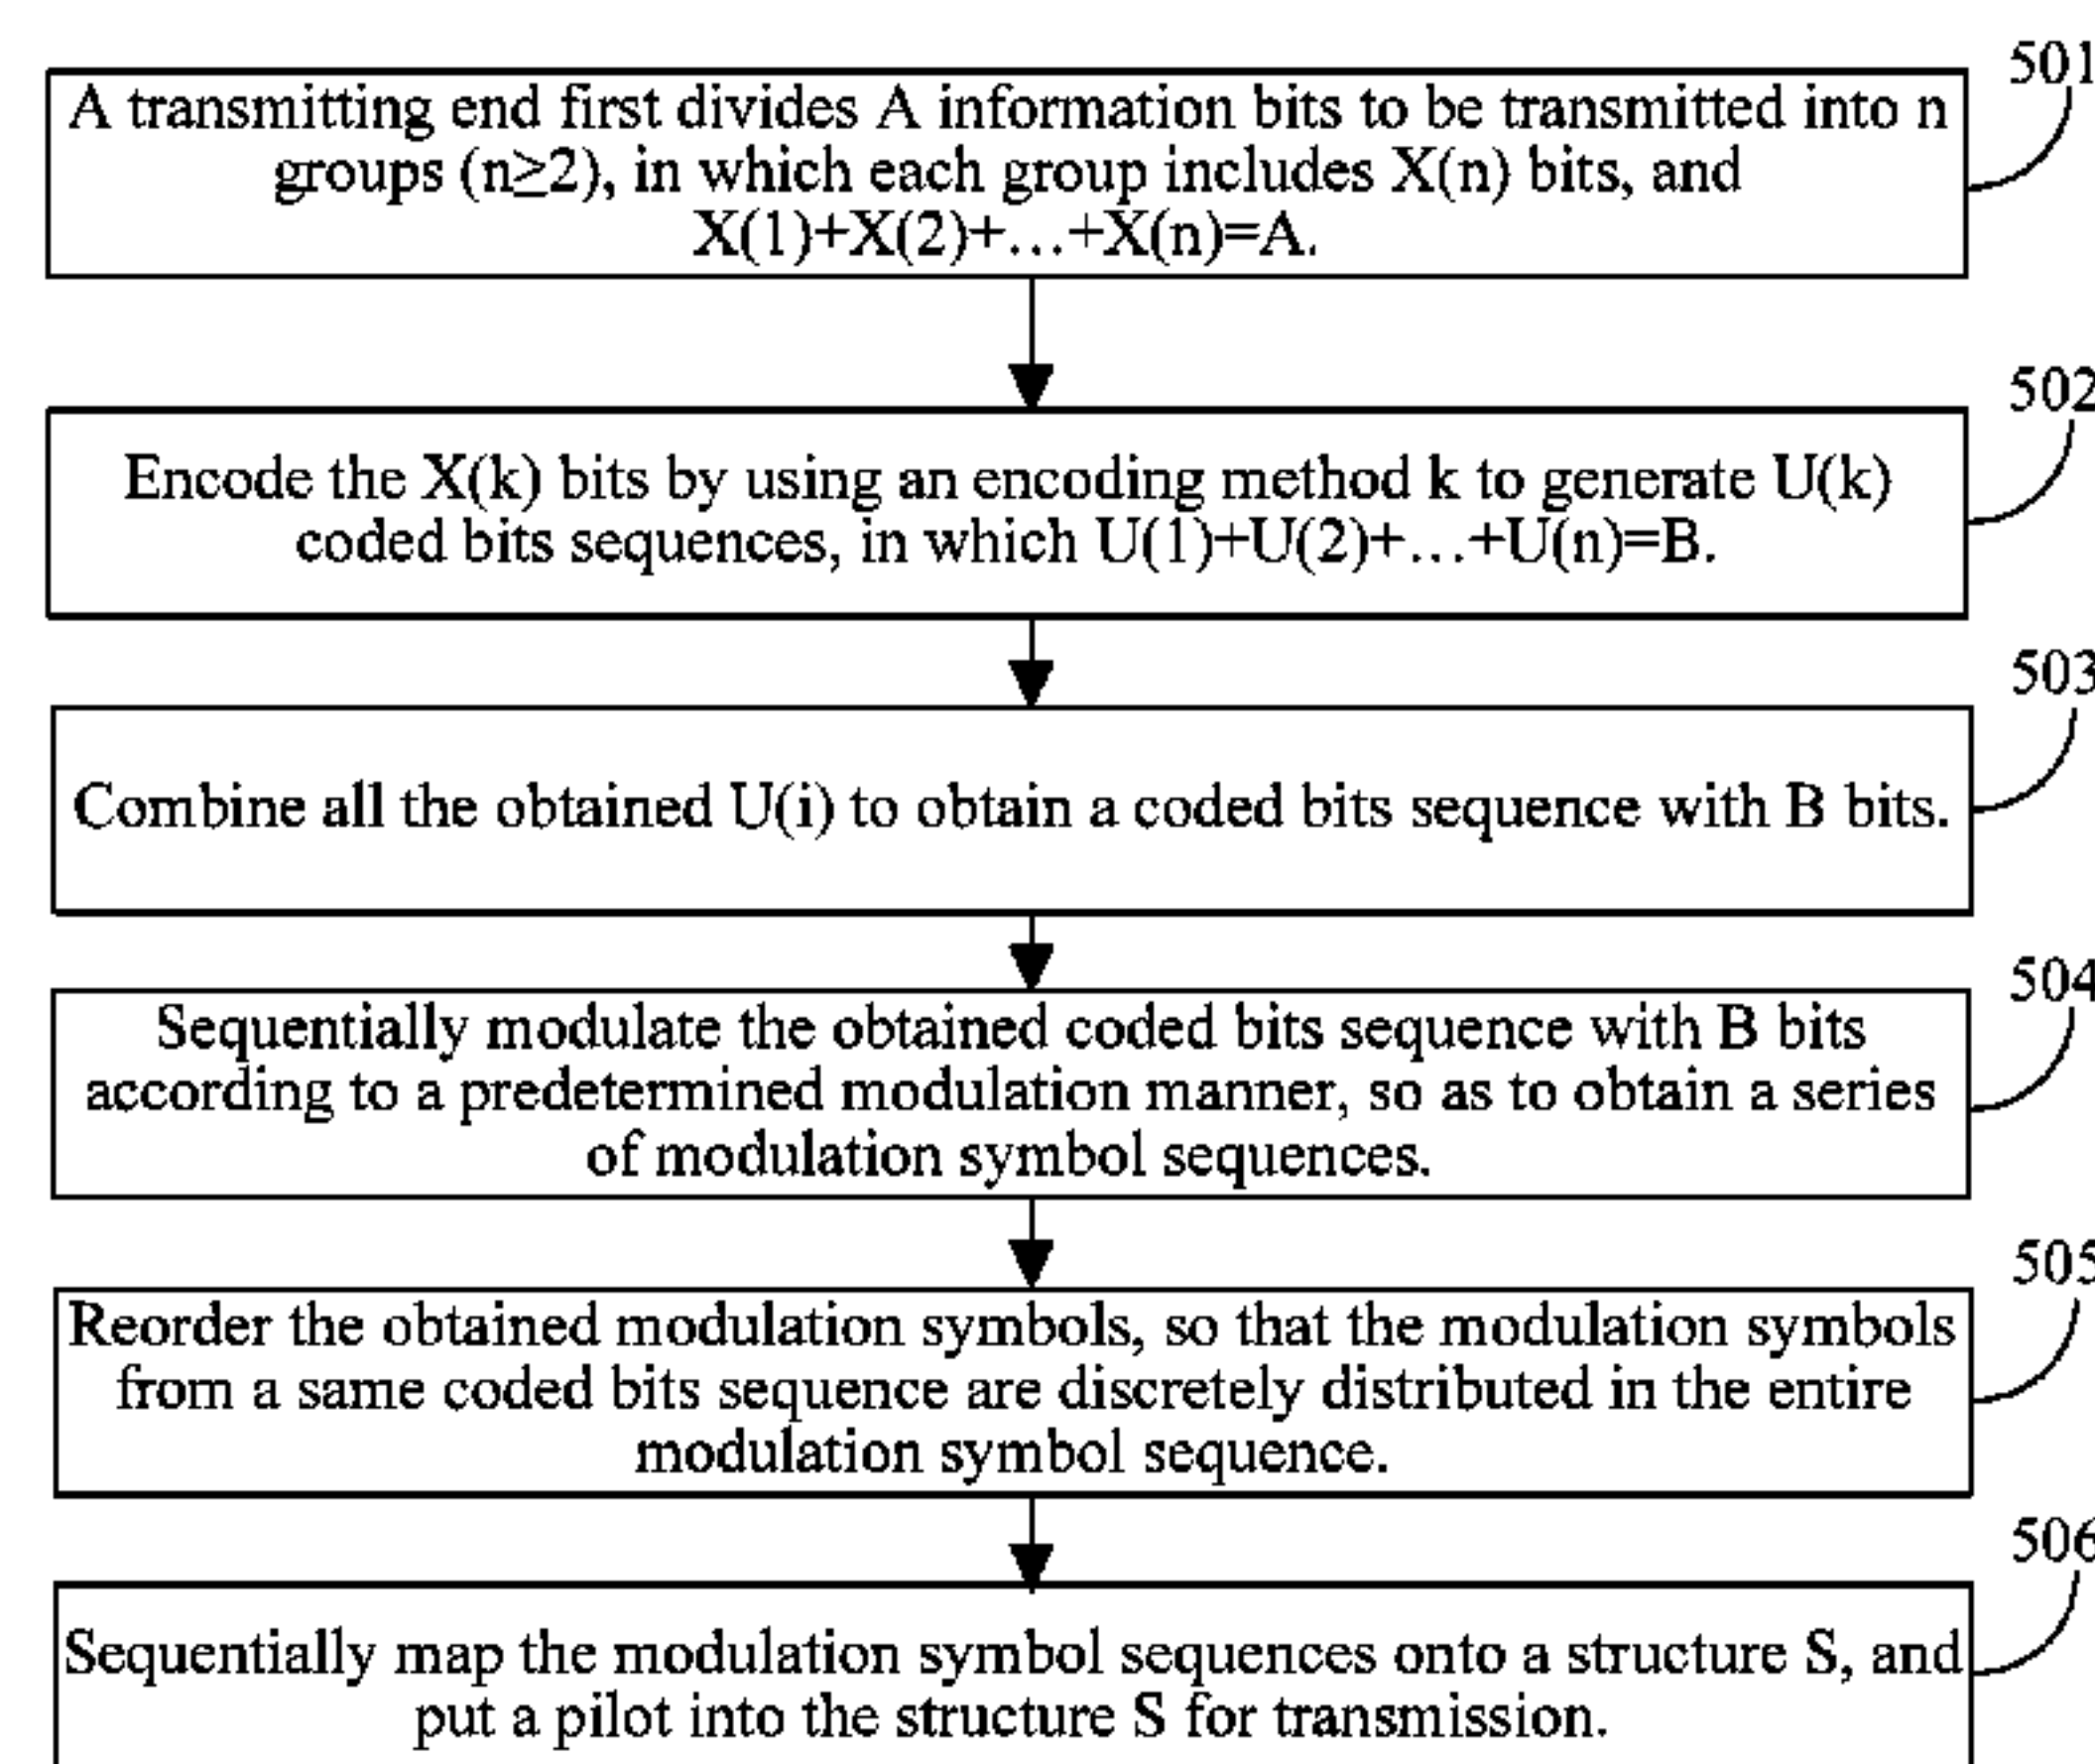 501
A transmitting end first divides A information bits to be transmitted into n
groups (n≥2), in which each group includes X(n) bits, and
X(1)+X(2)+…+X(n)=A.
502
Encode the X(k) bits by using an encoding method k to generate U(k)
coded bits sequences, in which U(1)+U(2)+…+U(n)=B.
503
Combine all the obtained U(i) to obtain a coded bits sequence with B bits.
504
Sequentially modulate the obtained coded bits sequence with B bits
according to a predetermined modulation manner, so as to obtain a series
of modulation symbol sequences.
505
Reorder the obtained modulation symbols, so that the modulation symbols
from a same coded bits sequence are discretely distributed in the entire
modulation symbol sequence.
506
Sequentially map the modulation symbol sequences onto a structure S, and
put a pilot into the structure S for transmission.